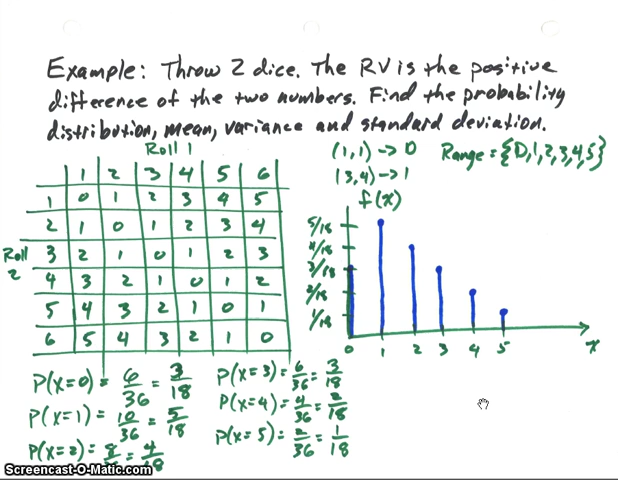 Example: Throw 2 dice. The RV is the positive
difference of the two numbers. Find the probability
distribution, mean, variance and standard deviation.
Roll 1
1 2 3 4 5 6
1 0 1 2 3 4 5
2 1 0 1 2 3 4
Roll 2
3 2 1 0 1 2 3
4 3 2 1 0 1 2
5 4 3 2 1 0 1
6 5 4 3 2 1 0
(1,1) -> 0
(3,4) -> 1
Range = {0,1,2,3,4,5}
f(x)
5/18
4/18
3/18
2/18
1/18
0 1 2 3 4 5 x
P(x=0) = 6/36 = 3/18
P(x=1) = 10/36 = 5/18
P(x=2) = 8/ = 4/18
P(x=3) = 6/36 = 3/18
P(x=4) = 4/36 = 2/18
P(x=5) = 2/36 = 1/18
Screencast-O-Matic.com